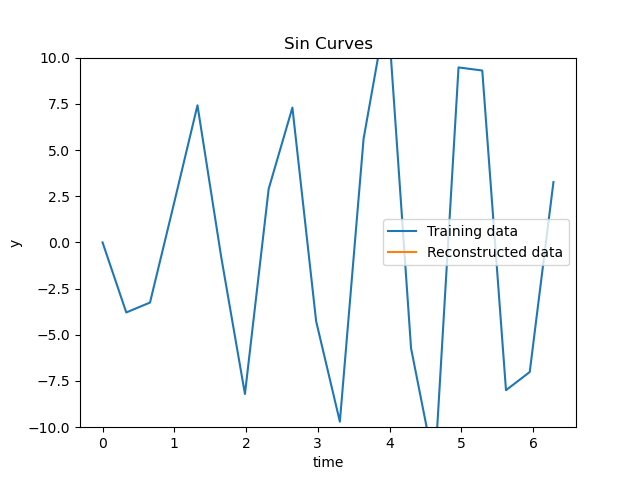 Sin Curves
10.0
7.5
5.0
2.5
0.0
−2.5
−5.0
−7.5
−10.0
y
Training data
Reconstructed data
0 1 2 3 4 5 6
time